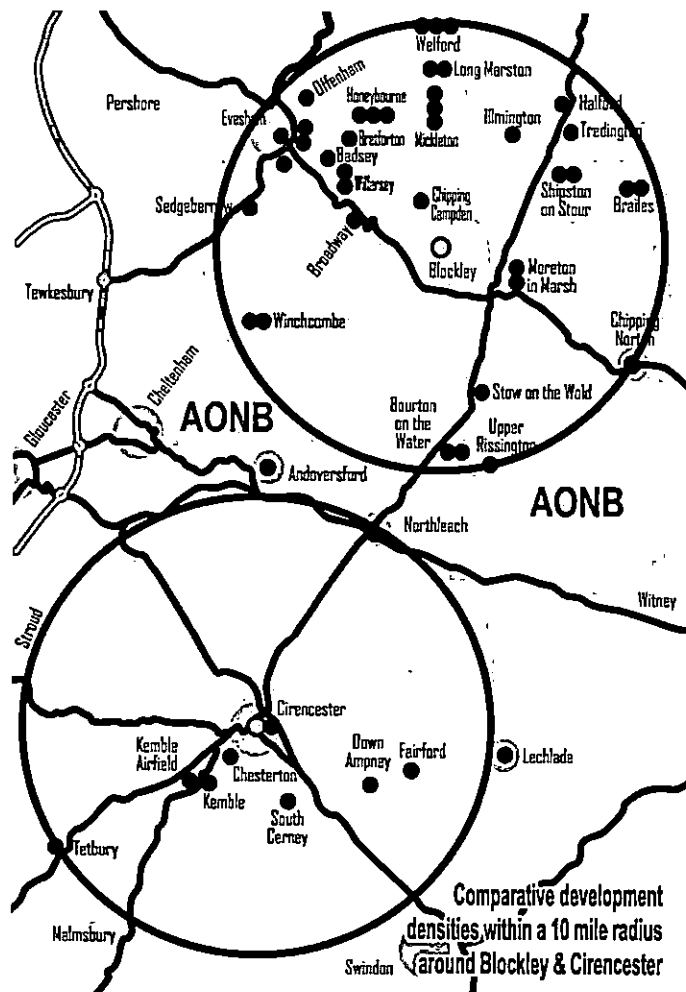 Welford
Long Marston
Offenham
Pershore
Honeybourne
Halford
Evesham
Bretforton
Mickleton
Ilmington
Tredington
Badsey
Willersey
Shipston
on Stour
Brailes
Sedgeberrow
Chipping
Campden
Broadway
Blockley
Moreton
in Marsh
Tewkesbury
Winchcombe
Chipping
Norton
Cheltenham
Stow on the Wold
Gloucester
AONB
Bourton
on the
Water
Upper
Rissington
Andoversford
AONB
Northleach
Witney
Stroud
Cirencester
Kemble
Airfield
Chesterton
Down
Ampney
Fairford
Lechlade
Kemble
South
Cerney
Tetbury
Malmsbury
Swindon
Comparative development
densities within a 10 mile radius
around Blockley & Cirencester